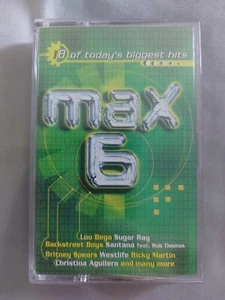 18 of today's biggest hits
max
6
Lou Bega Sugar Ray
Backstreet Boys Santana feat. Rob Thomas
Britney Spears Westlife Ricky Martin
Christina Aguilera and many more